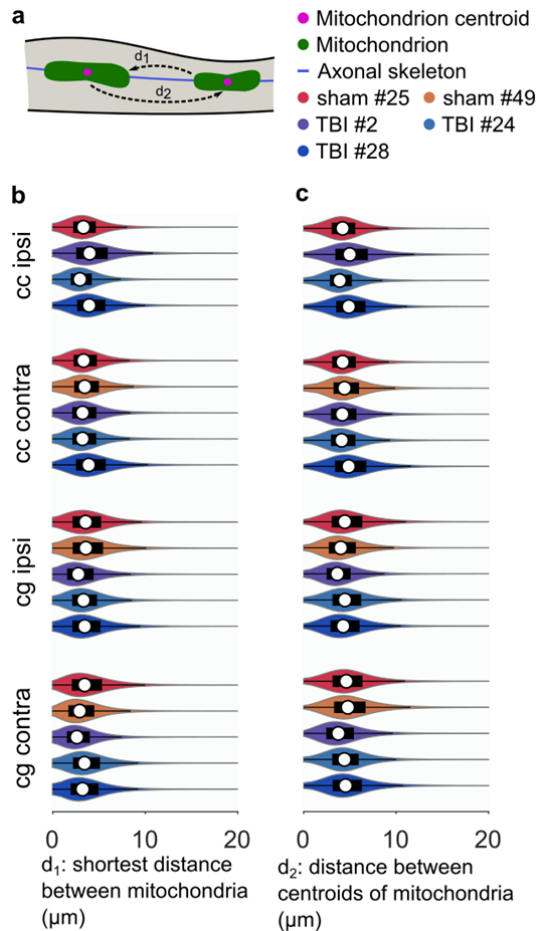 a
d1
d2
Mitochondrion centroid
Mitochondrion
Axonal skeleton
sham #25
sham #49
TBI #2
TBI #24
TBI #28
b
c
cc ipsi
cc contra
cg ipsi
cg contra
0 10 20
0 10 20
d1: shortest distance
between mitochondria
(μm)
d2: distance between
centroids of mitochondria
(μm)